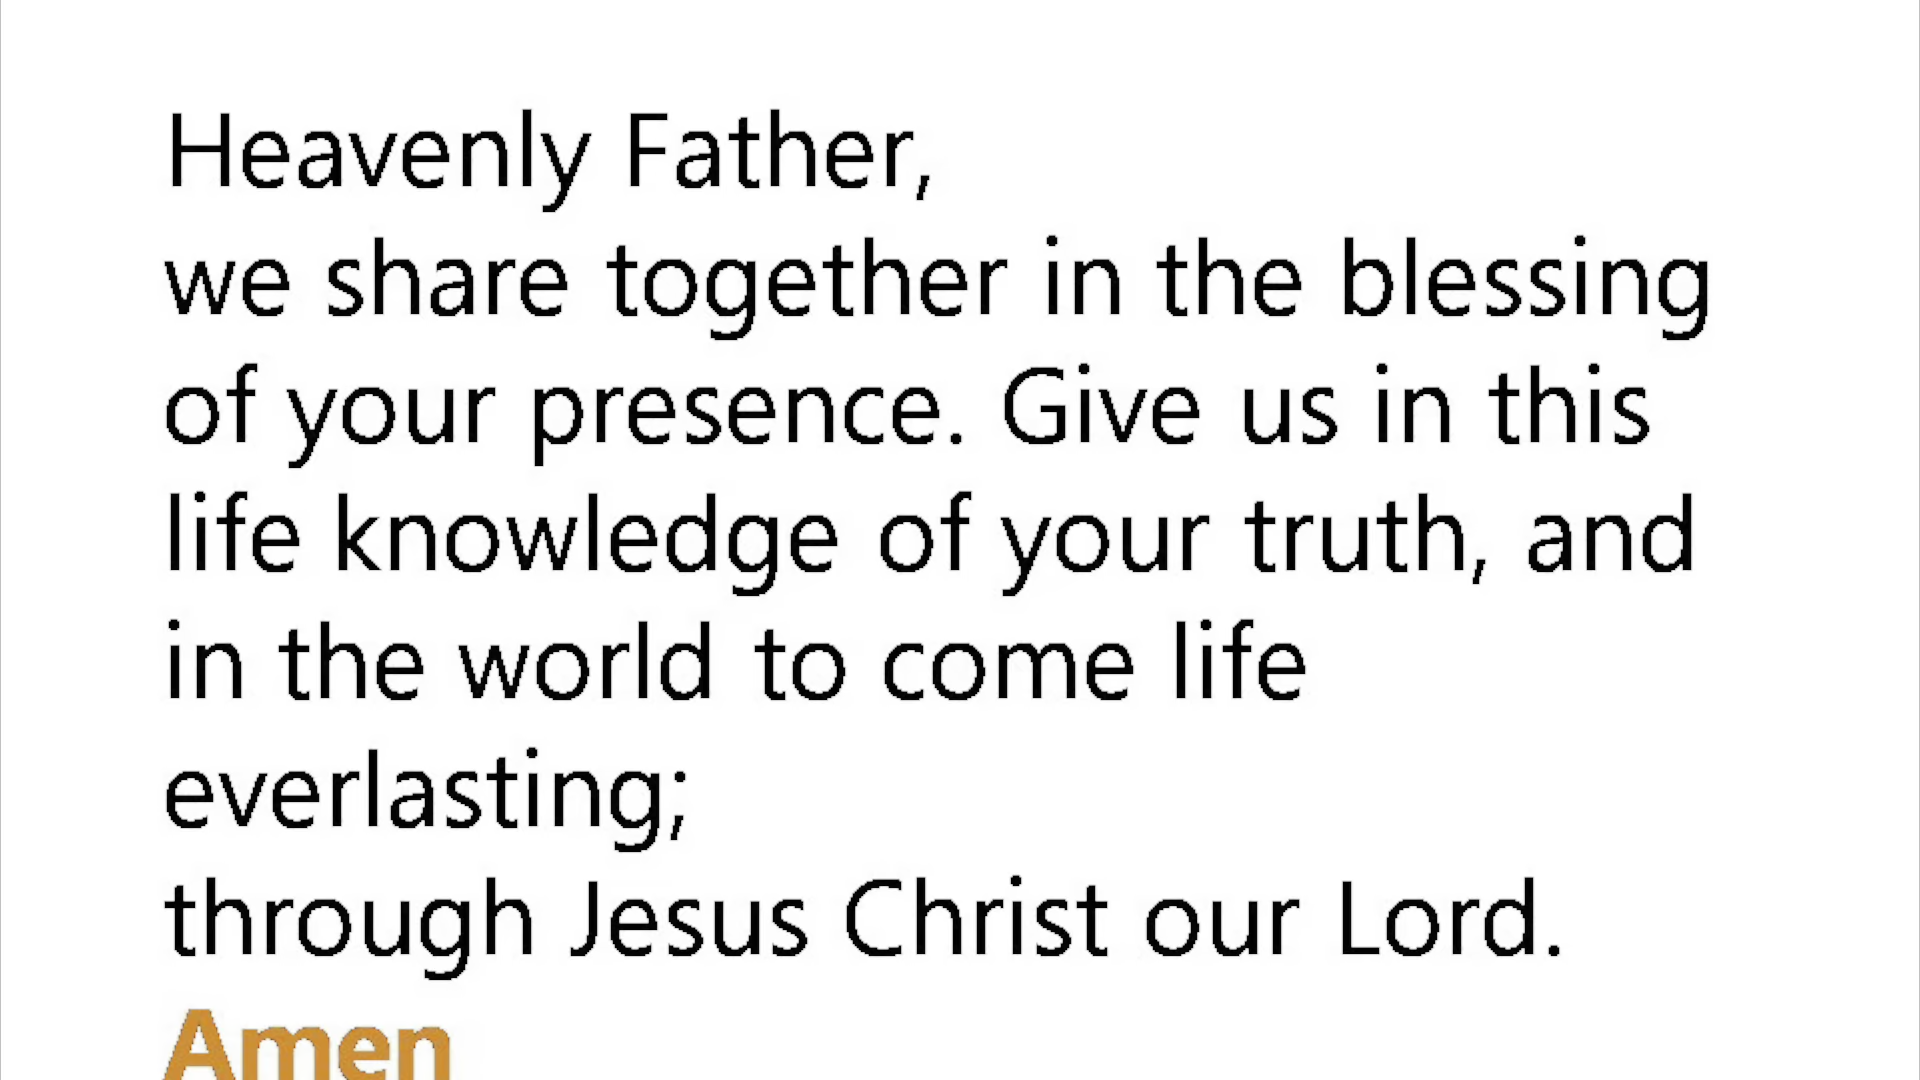 Heavenly Father,
we share together in the blessing
of your presence. Give us in this
life knowledge of your truth, and
in the world to come life
everlasting;
through Jesus Christ our Lord.
Amen